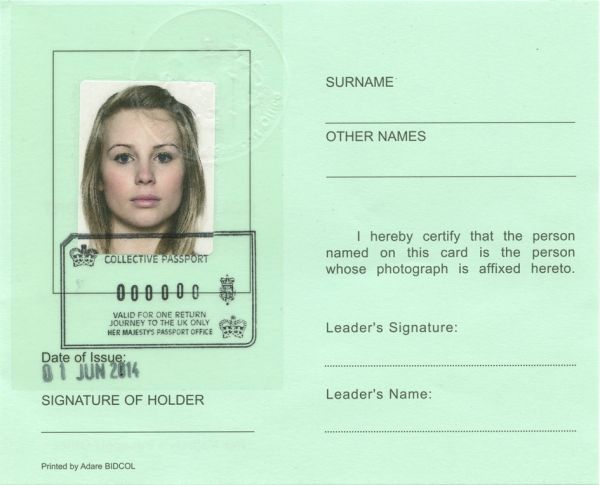 SURNAME
OTHER NAMES
I hereby certify that the person
named on this card is the person
whose photograph is affixed hereto.
Leader's Signature:
Leader's Name:
COLLECTIVE PASSPORT
000000
VALID FOR ONE RETURN
JOURNEY TO THE UK ONLY
HER MAJESTY'S PASSPORT OFFICE
Date of Issue:
01 JUN 2014
SIGNATURE OF HOLDER
Printed by Adare BIDCOL